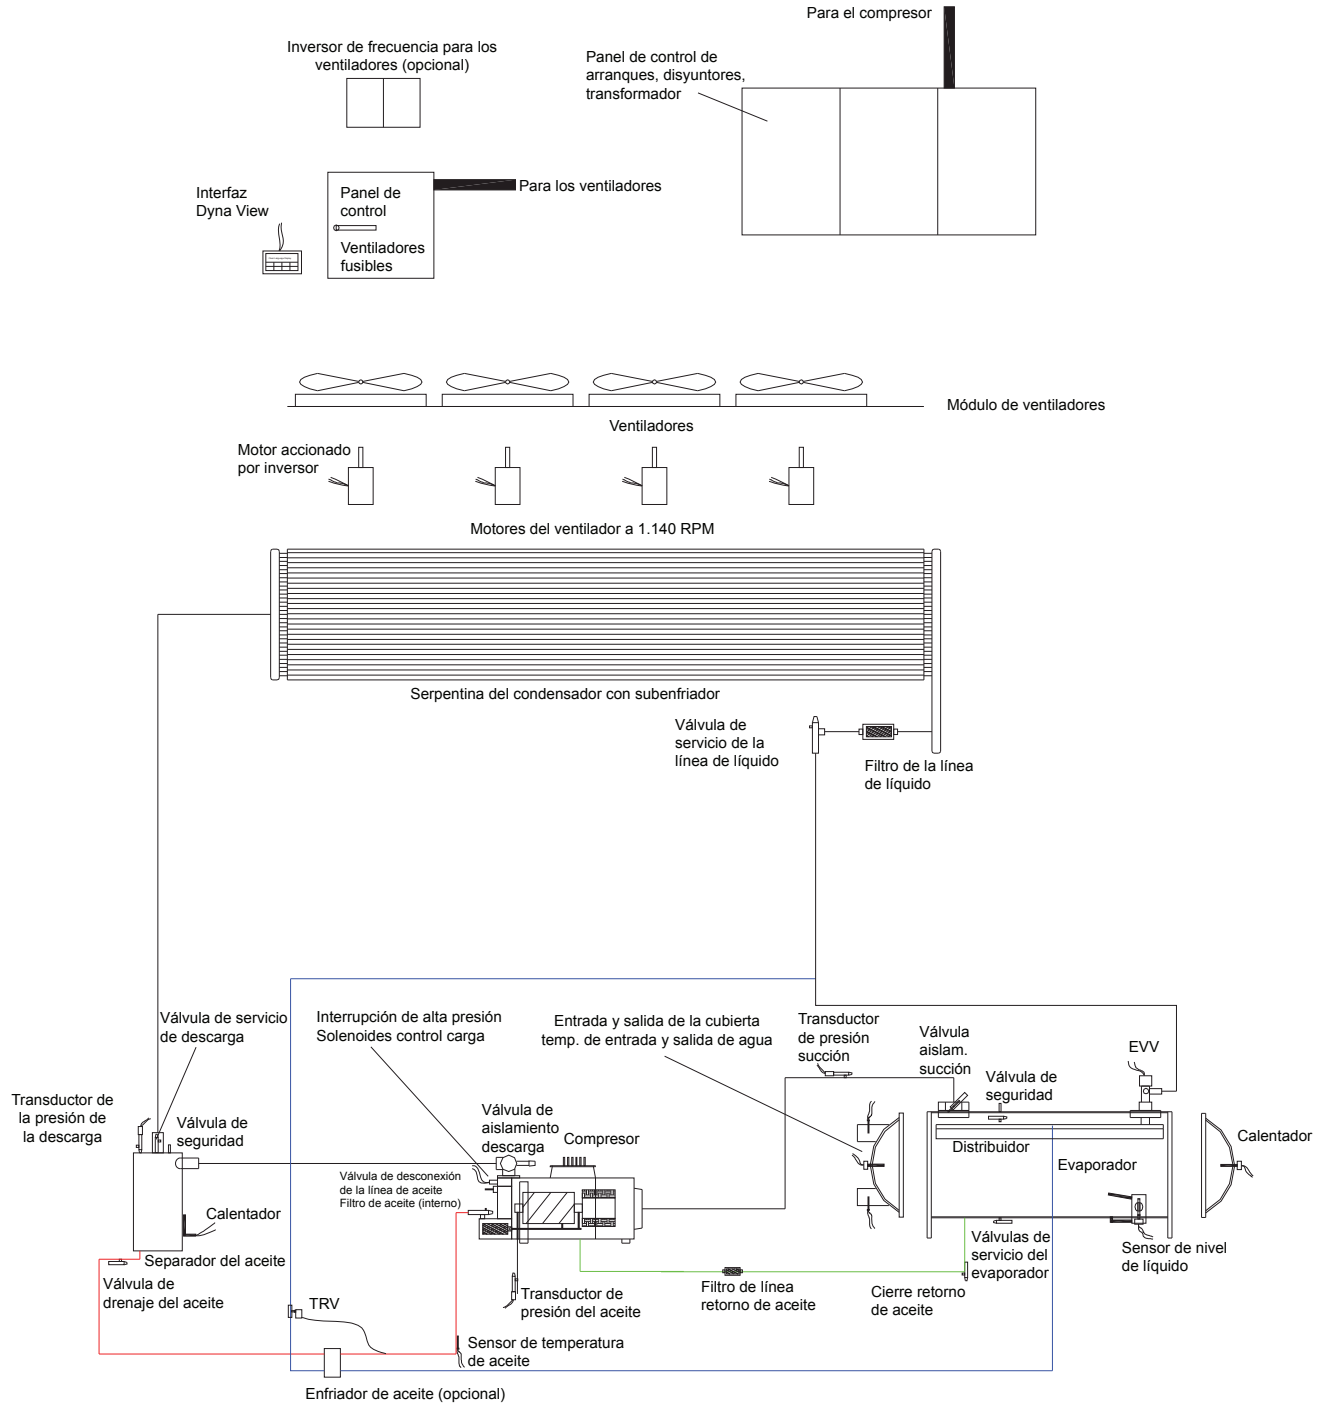 Para el compresor
Inversor de frecuencia para los
ventiladores (opcional)
Panel de control de
arranques, disyuntores,
transformador
Interfaz
Dyna View
Panel de
control
Ventiladores
fusibles
Para los ventiladores
Módulo de ventiladores
Ventiladores
Motor accionado
por inversor
Motores del ventilador a 1.140 RPM
Serpentina del condensador con subenfriador
Válvula de
servicio de la
línea de líquido
Filtro de la línea
de líquido
Válvula de servicio
de descarga
Interrupción de alta presión
Solenoides control carga
Entrada y salida de la cubierta
temp. de entrada y salida de agua
Transductor
de presión
succión
Válvula
aislam.
succión
EVV
Válvula de
seguridad
Transductor de
la presión de
la descarga
Válvula de
seguridad
Válvula de
aislamiento
descarga
Compresor
Distribuidor
Evaporador
Calentador
Válvula de desconexión
de la línea de aceite
Filtro de aceite (interno)
Calentador
Separador del aceite
Válvula de
drenaje del aceite
Válvulas de
servicio del
evaporador
Sensor de nivel
de líquido
TRV
Transductor de
presión del aceite
Filtro de línea
retorno de aceite
Cierre retorno
de aceite
Sensor de temperatura
de aceite
Enfriador de aceite (opcional)